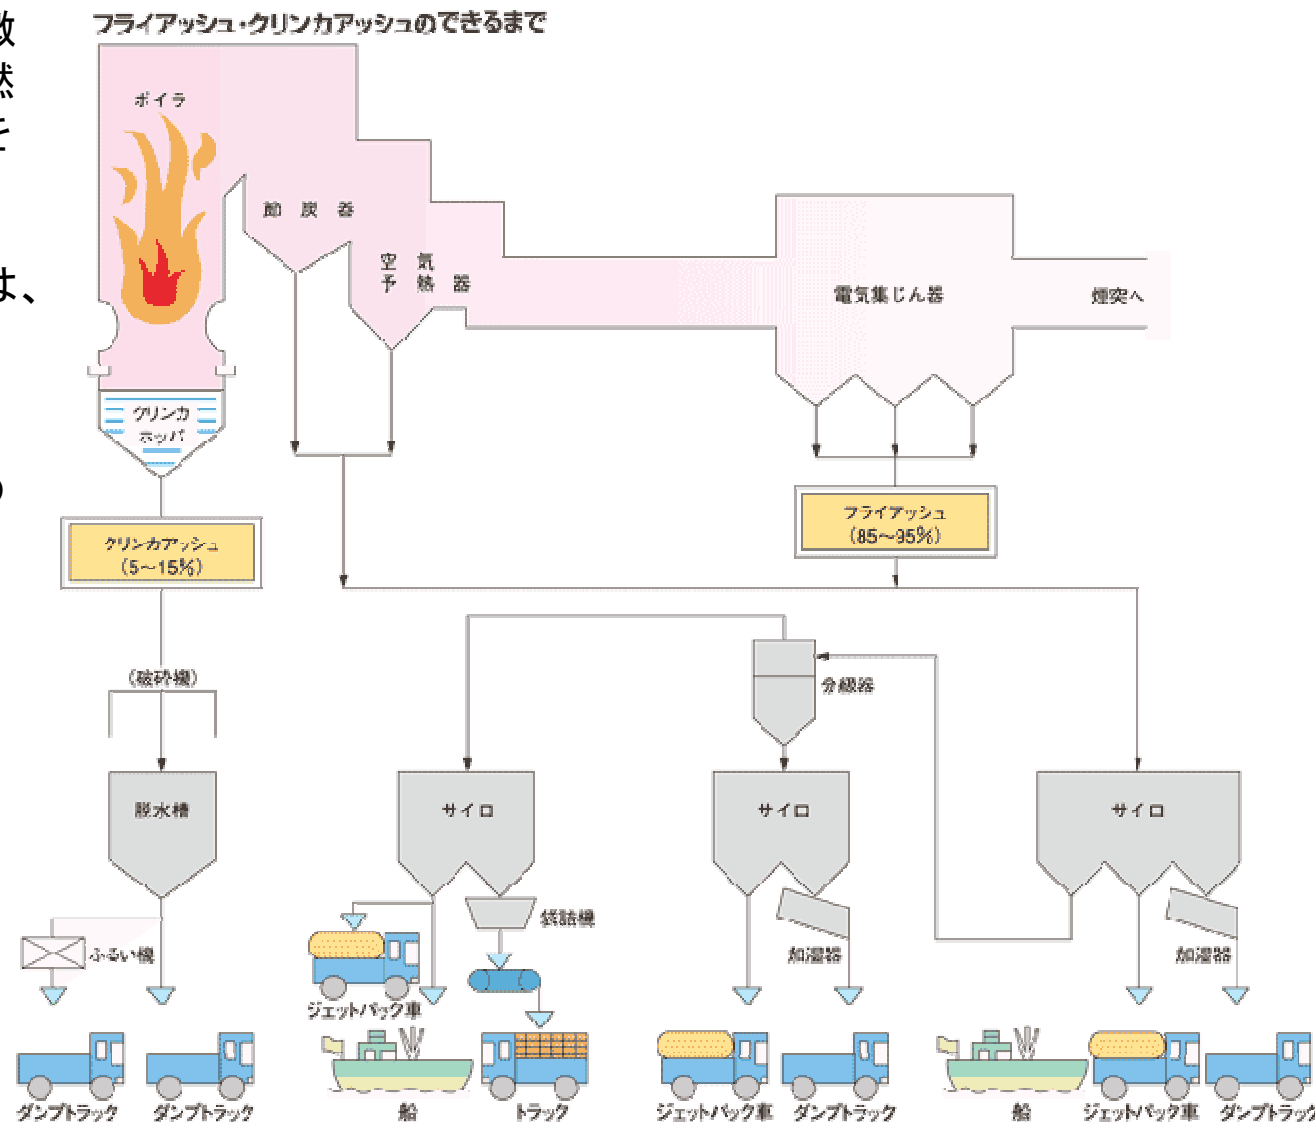 フライアッシュ・クリンカアッシュのできるまで
然
は、
ボイラ
節炭器
空気
予熱器
電気集じん器
煙突へ
クリンカ
ホッパ
クリンカアッシュ
(5～15%)
フライアッシュ
(85～95%)
(破砕機)
分級器
脱水槽
サイロ
サイロ
サイロ
ふるい機
袋詰機
加湿器
加湿器
ジェットパック車
ダンプトラック
ダンプトラック
船
トラック
ジェットパック車
ダンプトラック
船
ジェットパック車
ダンプトラック